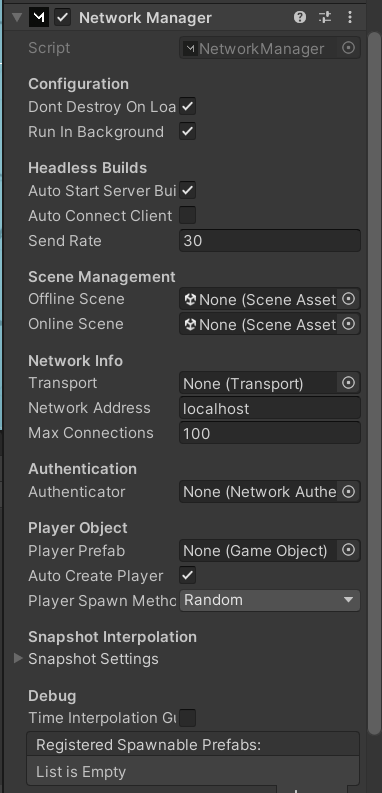 Network Manager
Script NetworkManager
Configuration
Dont Destroy On Loa
Run In Background
Headless Builds
Auto Start Server Bui
Auto Connect Client
Send Rate 30
Scene Management
Offline Scene None (Scene Asset
Online Scene None (Scene Asset
Network Info
Transport None (Transport)
Network Address localhost
Max Connections 100
Authentication
Authenticator None (Network Authe
Player Object
Player Prefab None (Game Object)
Auto Create Player
Player Spawn Metho Random
Snapshot Interpolation
Snapshot Settings
Debug
Time Interpolation Gu
Registered Spawnable Prefabs:
List is Empty